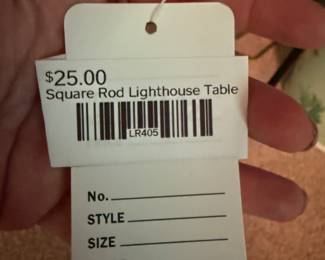 $25.00
Square Rod Lighthouse Table
LR405
No.
STYLE
SIZE